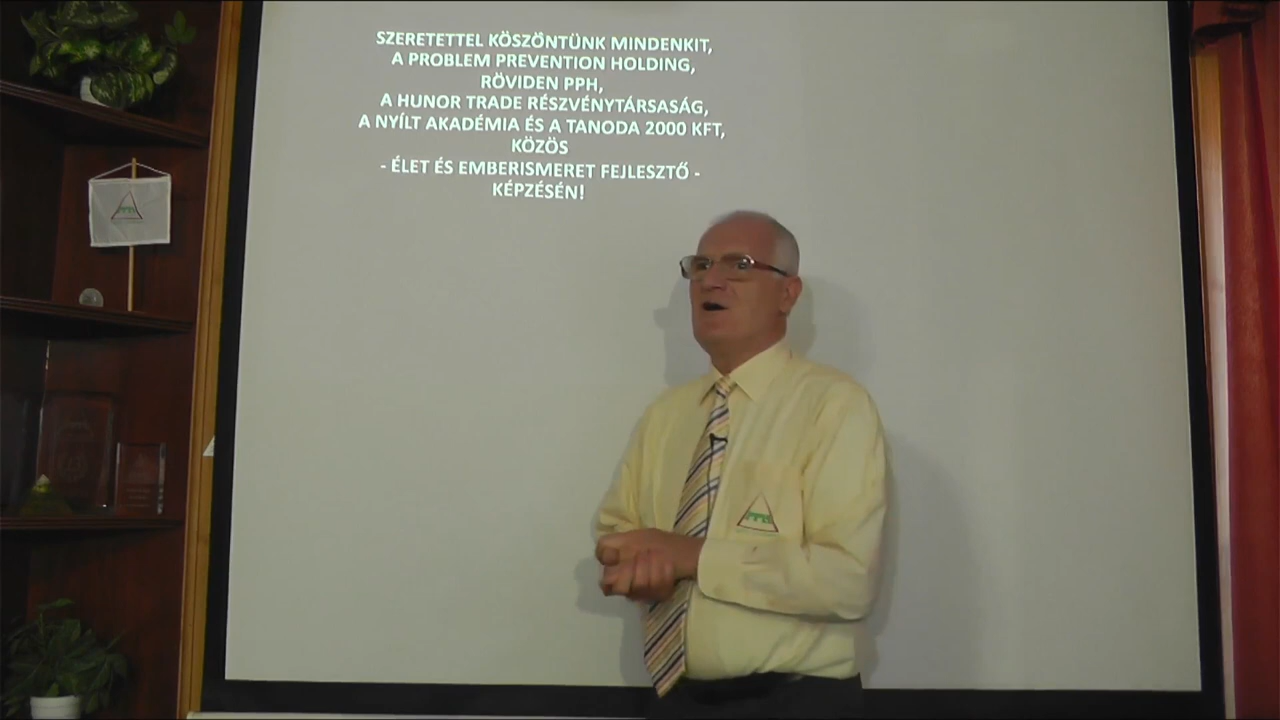 SZERETETTEL KÖSZÖNTÜNK MINDENKIT,
A PROBLEM PREVENTION HOLDING,
RÖVIDEN PPH,
A HUNOR TRADE RÉSZVÉNYTÁRSASÁG,
A NYÍLT AKADÉMIA ÉS A TANODA 2000 KFT,
KÖZÖS
- ÉLET ÉS EMBERISMERET FEJLESZTŐ -
KÉPZÉSÉN!